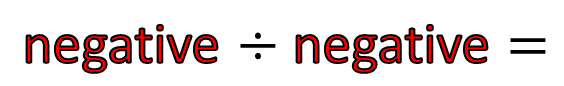 negative ÷ negative =